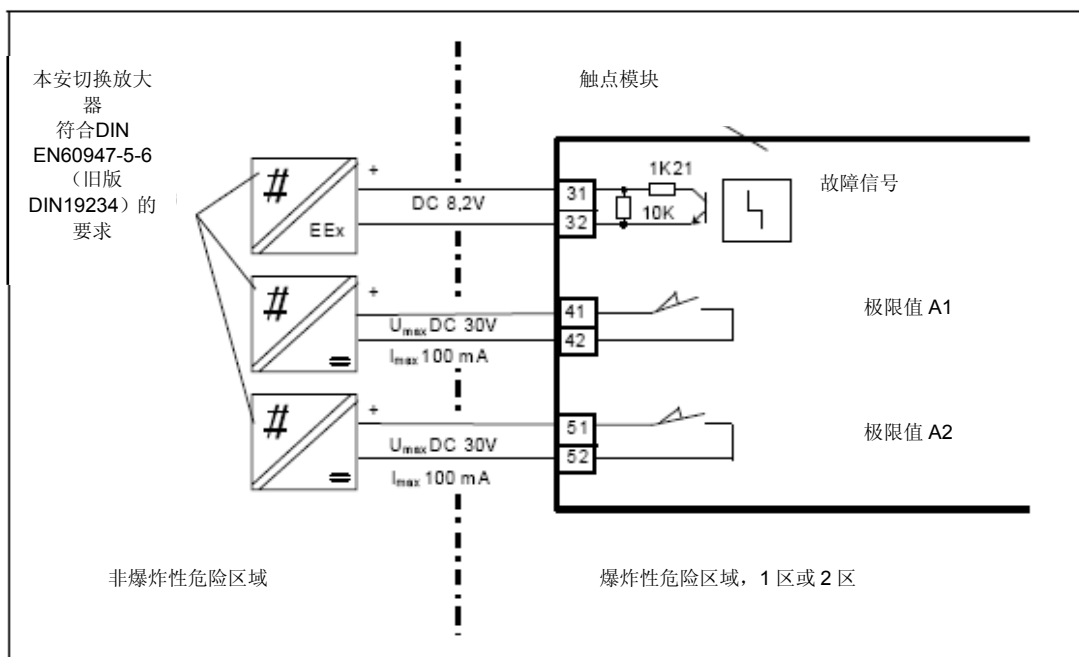 本安切换放大
器
符合DIN
EN60947-5-6
（旧版
DIN19234）的
要求
触点模块
#
EEx
+
DC 8,2V
31
32
1K21
10K
故障信号
#
=
+
Umax DC 30V
Imax 100 mA
41
42
极限值 A1
#
=
+
Umax DC 30V
Imax 100 mA
51
52
极限值 A2
非爆炸性危险区域
爆炸性危险区域，1 区或 2 区